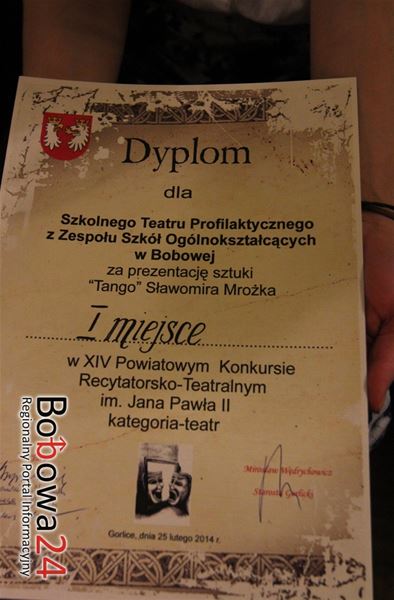 Dyplom
dla
Szkolnego Teatru Profilaktycznego
z Zespołu Szkół Ogólnokształcących
w Bobowej
za prezentację sztuki
"Tango" Sławomira Mrożka
I miejsce
w XIV Powiatowym Konkursie
Recytatorsko-Teatralnym
im. Jana Pawła II
kategoria-teatr
Mirosław Wędrychowicz
Starosta Gorlicki
Gorlice, dnia 25 lutego 2014 r.
Bobowa24
Regionalny Portal Informacyjny